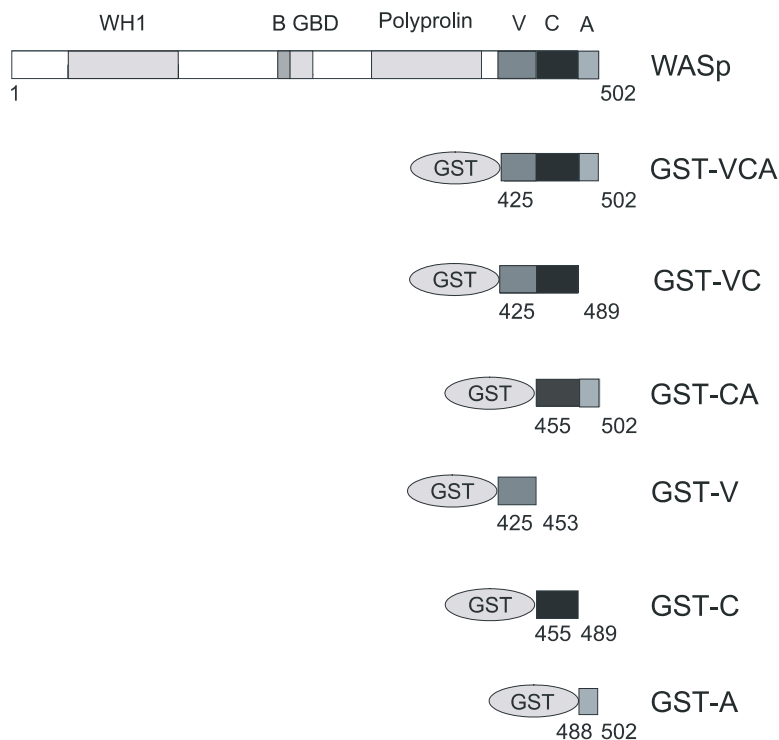 WH1 B GBD Polyprolin V C A
WASp
1 502
GST GST-VCA
425 502
GST GST-VC
425 489
GST GST-CA
455 502
GST GST-V
425 453
GST GST-C
455 489
GST GST-A
488 502